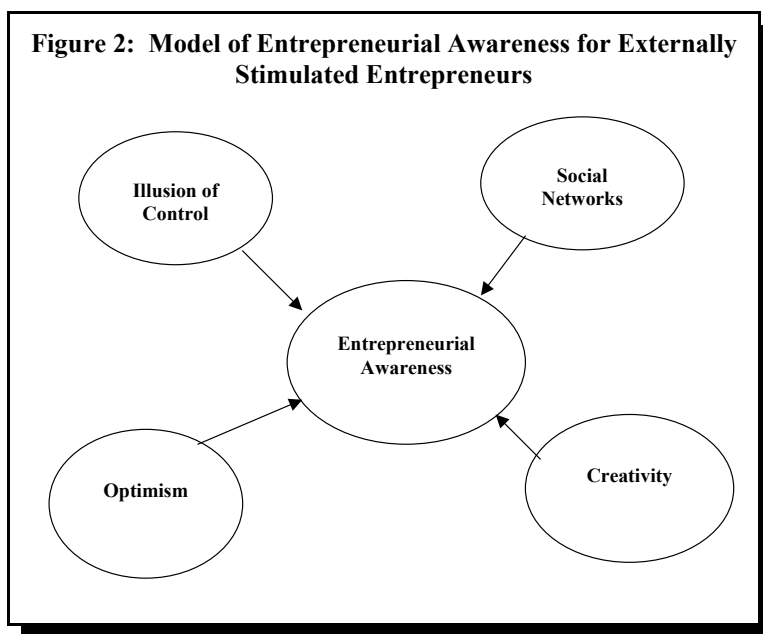 Figure 2:  Model of Entrepreneurial Awareness for Externally
Stimulated Entrepreneurs
Illusion of
Control
Social
Networks
Entrepreneurial
Awareness
Optimism
Creativity